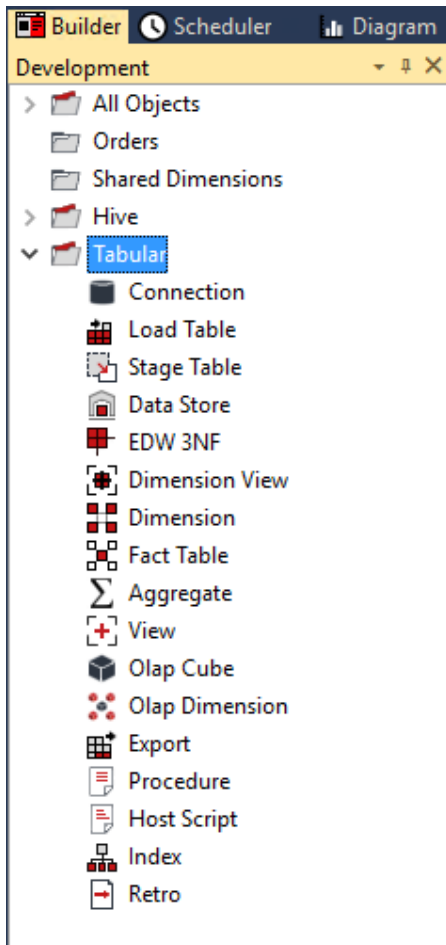 Builder Scheduler Diagram
Development
All Objects
Orders
Shared Dimensions
Hive
Tabular
Connection
Load Table
Stage Table
Data Store
EDW 3NF
Dimension View
Dimension
Fact Table
Aggregate
View
Olap Cube
Olap Dimension
Export
Procedure
Host Script
Index
Retro